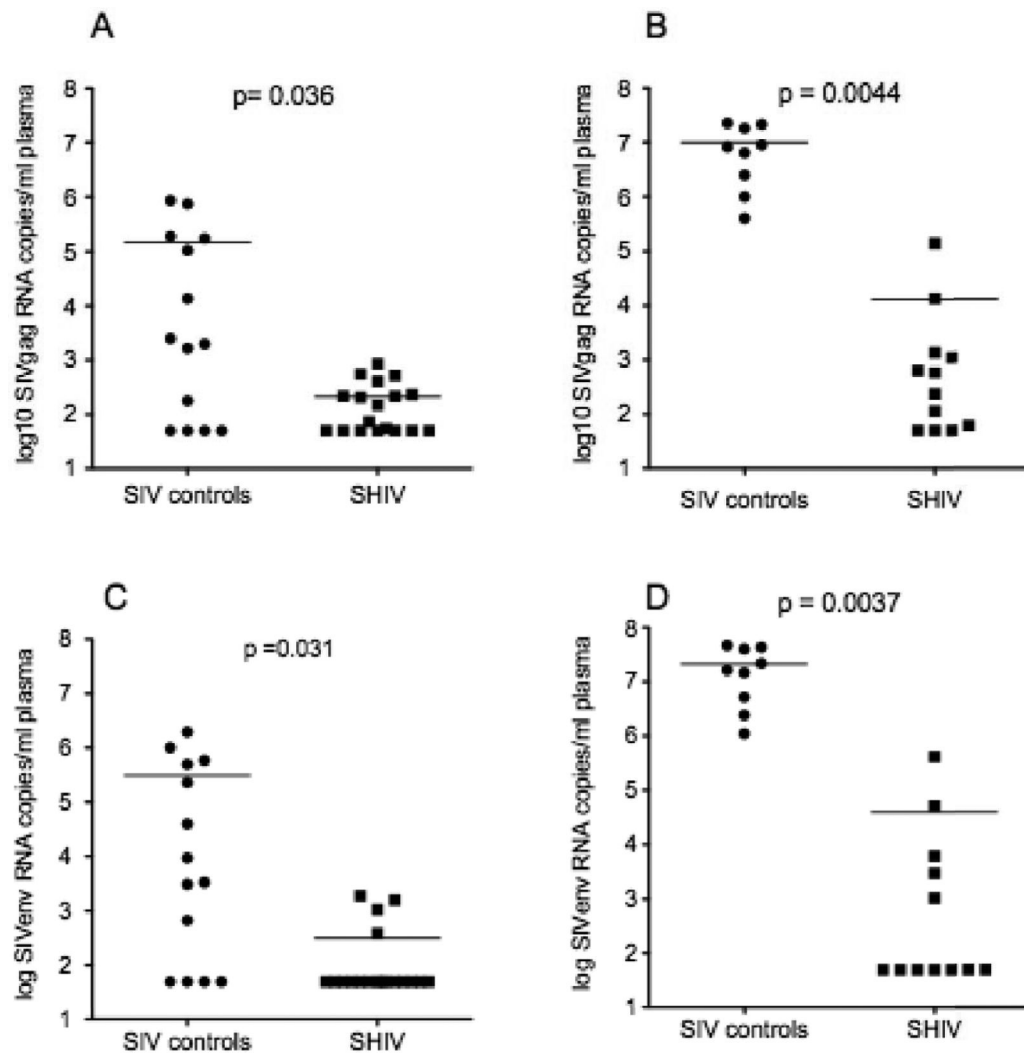 A
p= 0.036
log10 SIVgag RNA copies/ml plasma
8
7
6
5
4
3
2
1
SIV controls
SHIV
B
p = 0.0044
log10 SIVgag RNA copies/ml plasma
8
7
6
5
4
3
2
1
SIV controls
SHIV
C
p =0.031
log SIVenv RNA copies/ml plasma
8
7
6
5
4
3
2
1
SIV controls
SHIV
D
p = 0.0037
log SIVenv RNA copies/ml plasma
8
7
6
5
4
3
2
1
SIV controls
SHIV